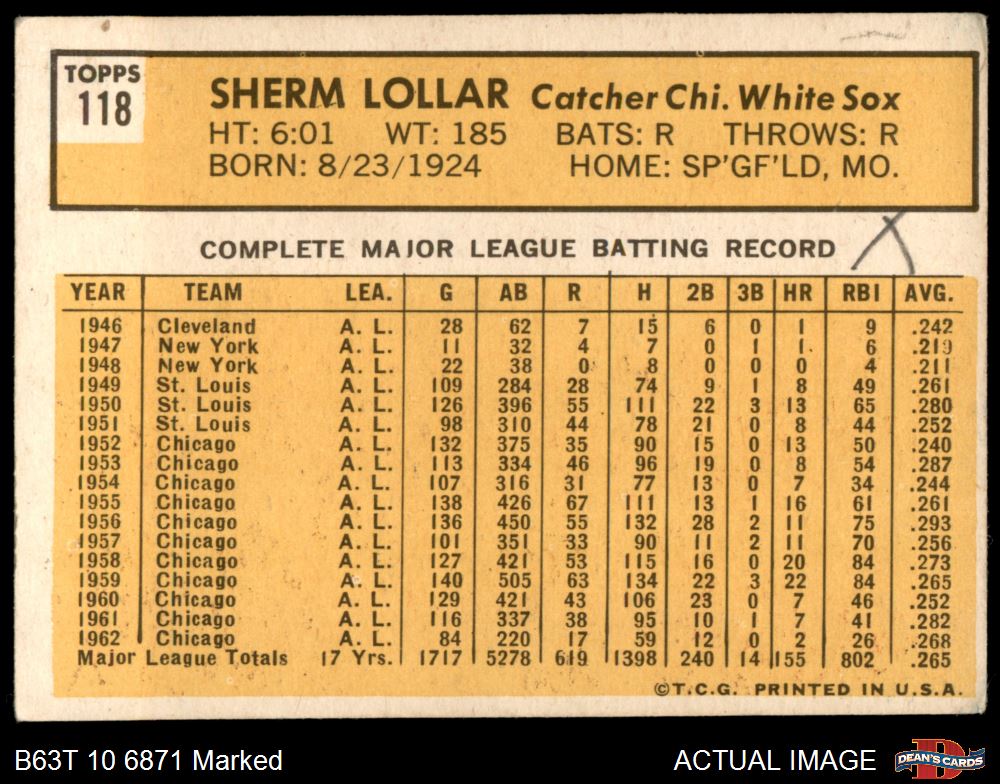 TOPPS
118
SHERM LOLLAR Catcher Chi. White Sox
HT: 6:01 WT: 185 BATS: R THROWS: R
BORN: 8/23/1924 HOME: SP'GF'LD, MO.
COMPLETE MAJOR LEAGUE BATTING RECORD
YEAR TEAM LEA. G AB R H 2B 3B HR RBI AVG.
1946 Cleveland A. L. 28 62 7 15 6 0 1 9 .242
1947 New York A. L. 11 32 4 7 0 1 1 6 .219
1948 New York A. L. 22 38 0 8 0 0 0 4 .211
1949 St. Louis A. L. 109 284 28 74 9 1 8 49 .261
1950 St. Louis A. L. 126 396 55 111 22 3 13 65 .280
1951 St. Louis A. L. 98 310 44 78 21 0 8 44 .252
1952 Chicago A. L. 132 375 35 90 15 0 13 50 .240
1953 Chicago A. L. 113 334 46 96 19 0 8 54 .287
1954 Chicago A. L. 107 316 31 77 13 0 7 34 .244
1955 Chicago A. L. 138 426 67 111 13 1 16 61 .261
1956 Chicago A. L. 136 450 55 132 28 2 11 75 .293
1957 Chicago A. L. 101 351 33 90 11 2 11 70 .256
1958 Chicago A. L. 127 421 53 115 16 0 20 84 .273
1959 Chicago A. L. 140 505 63 134 22 3 22 84 .265
1960 Chicago A. L. 129 421 43 106 23 0 7 46 .252
1961 Chicago A. L. 116 337 38 95 10 1 7 41 .282
1962 Chicago A. L. 84 220 17 59 12 0 2 26 .268
Major League Totals 17 Yrs. 1717 5278 619 1398 240 14 155 802 .265
©T.C.G. PRINTED IN U.S.A.
B63T 10 6871 Marked ACTUAL IMAGE
DEAN'S CARDS